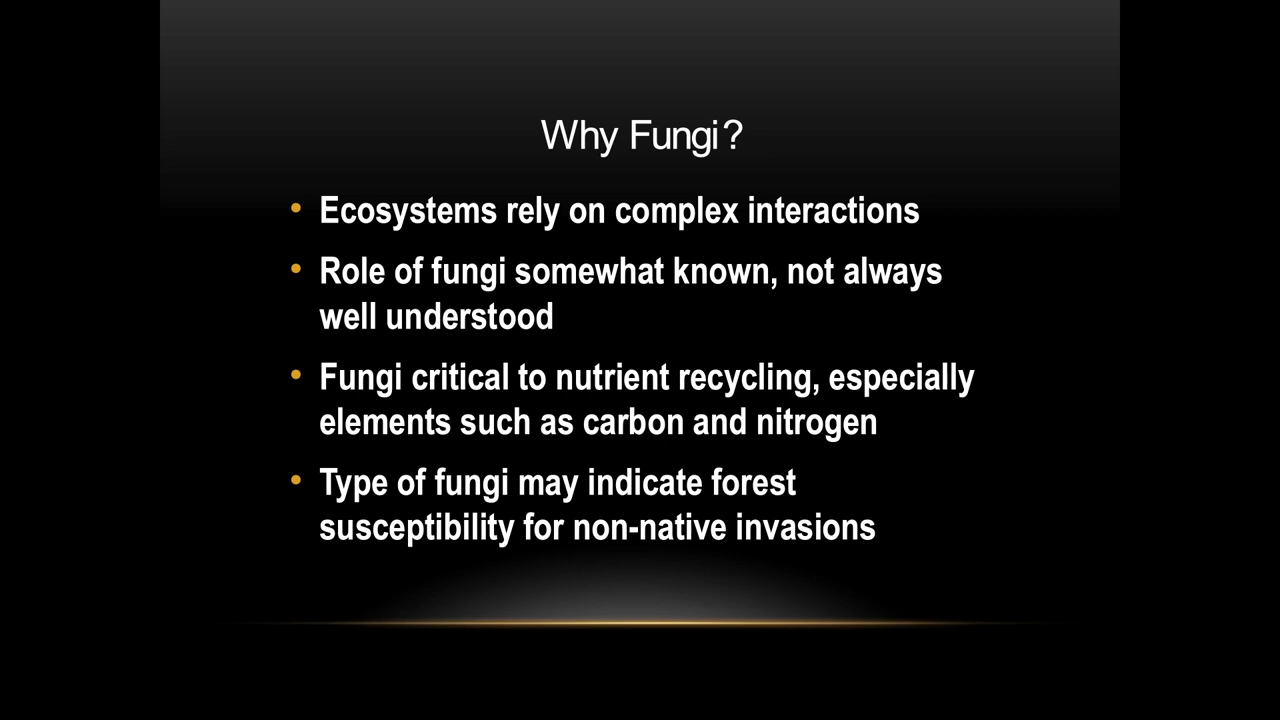 Why Fungi?
• Ecosystems rely on complex interactions
• Role of fungi somewhat known, not always
well understood
• Fungi critical to nutrient recycling, especially
elements such as carbon and nitrogen
• Type of fungi may indicate forest
susceptibility for non-native invasions